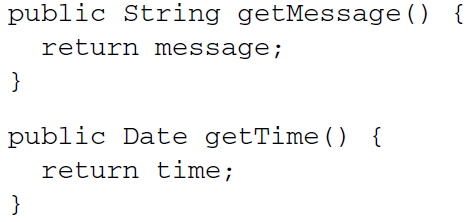 public String getMessage() {
  return message;
}
public Date getTime() {
  return time;
}